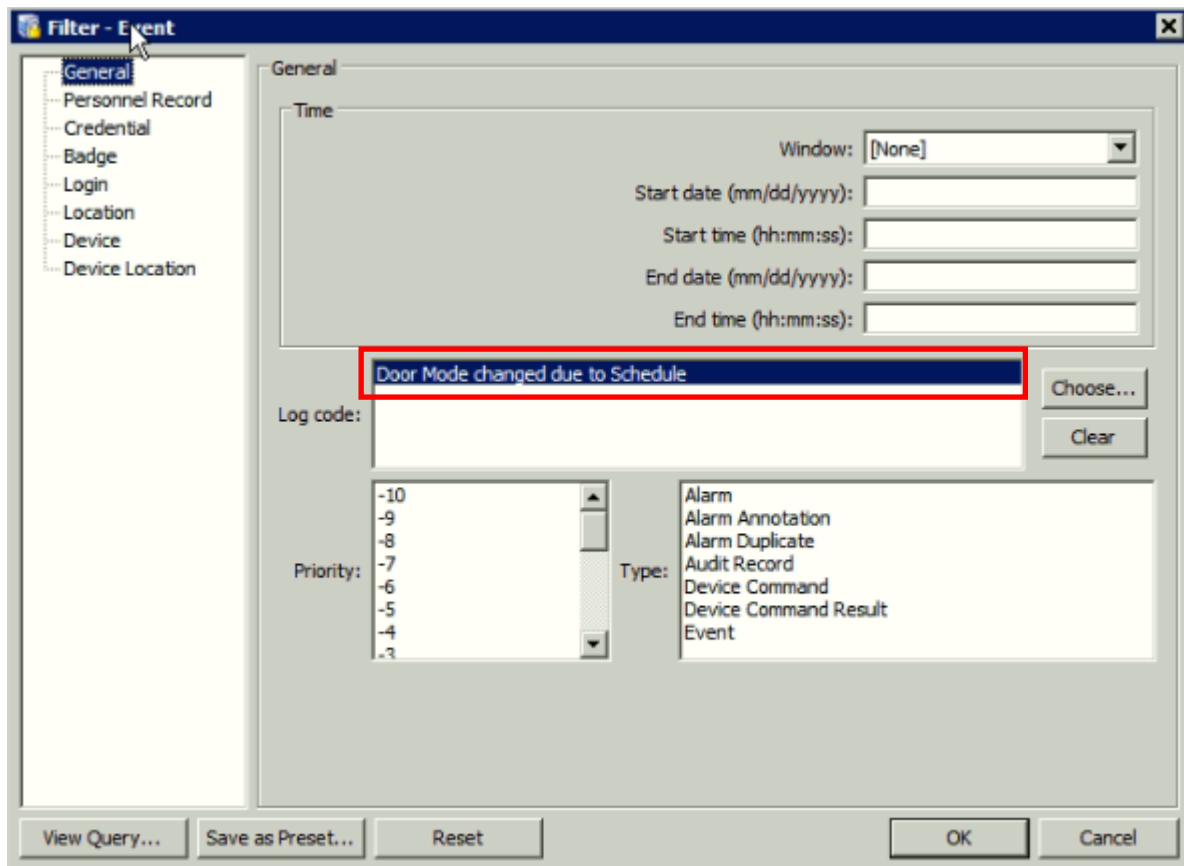 Filter - Event
General
Personnel Record
Credential
Badge
Login
Location
Device
Device Location
General
Time
Window: [None]
Start date (mm/dd/yyyy):
Start time (hh:mm:ss):
End date (mm/dd/yyyy):
End time (hh:mm:ss):
Log code:
Door Mode changed due to Schedule
Choose...
Clear
Priority:
-10
-9
-8
-7
-6
-5
-4
-3
Type:
Alarm
Alarm Annotation
Alarm Duplicate
Audit Record
Device Command
Device Command Result
Event
View Query...
Save as Preset...
Reset
OK
Cancel